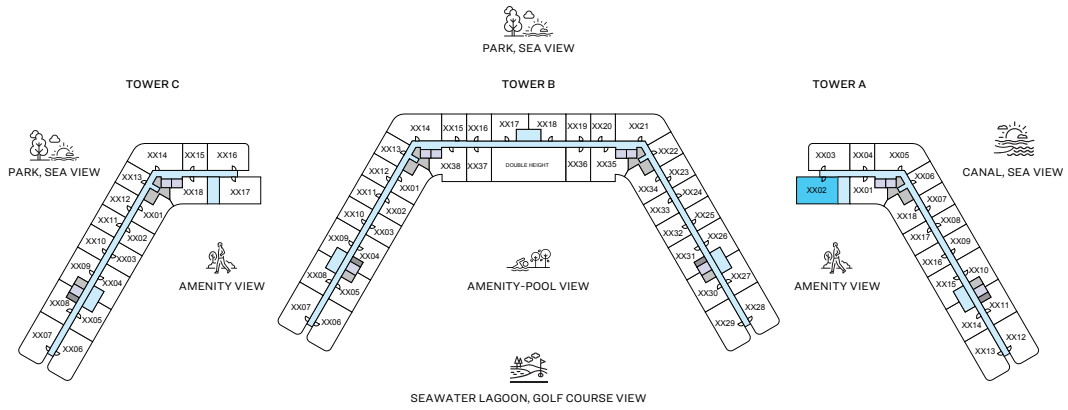 PARK, SEA VIEW
TOWER C
TOWER B
TOWER A
PARK, SEA VIEW
CANAL, SEA VIEW
XX14 XX15 XX16
XX13
XX12
XX11
XX10
XX09
XX08
XX07
XX18 XX17
XX01
XX02
XX03
XX04
XX05
XX06
AMENITY VIEW
XX14 XX15 XX16 XX17 XX18 XX19 XX20 XX21
XX13
XX12
XX11
XX10
XX09
XX08
XX07
XX38 XX37 DOUBLE HEIGHT XX36 XX35
XX01
XX02
XX03
XX04
XX05
XX06
XX22
XX23
XX24
XX25
XX26
XX27
XX28
XX34
XX33
XX32
XX31
XX30
XX29
AMENITY-POOL VIEW
XX03 XX04 XX05
XX02 XX01
XX06
XX07
XX08
XX09
XX10
XX11
XX12
XX18
XX17
XX16
XX15
XX14
XX13
AMENITY VIEW
SEAWATER LAGOON, GOLF COURSE VIEW